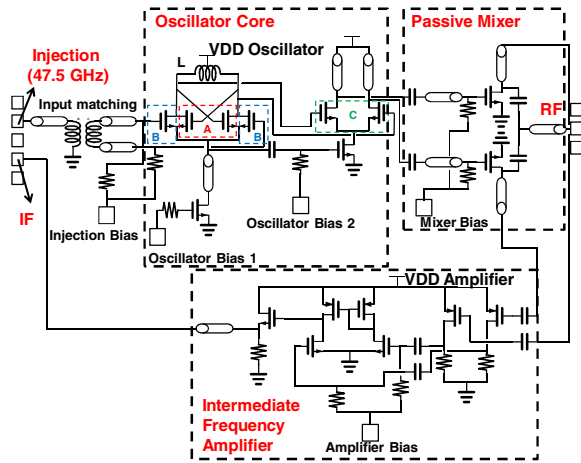 Oscillator Core
Passive Mixer
Injection
(47.5 GHz)
L
VDD Oscillator
Input matching
A
B
B
C
RF
IF
Injection Bias
Oscillator Bias 2
Oscillator Bias 1
Mixer Bias
VDD Amplifier
Intermediate
Frequency
Amplifier
Amplifier Bias